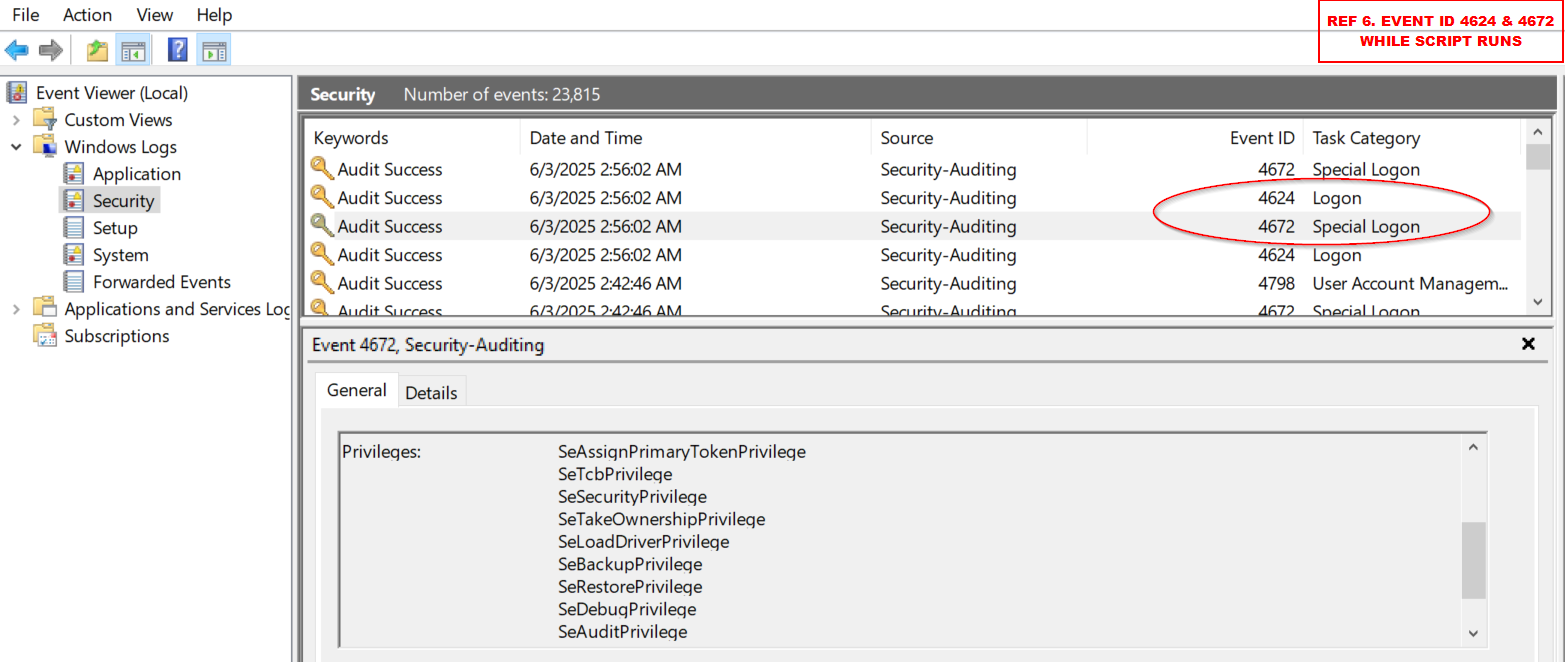 File Action View Help
REF 6. EVENT ID 4624 & 4672
WHILE SCRIPT RUNS
Event Viewer (Local)
Custom Views
Windows Logs
Application
Security
Setup
System
Forwarded Events
Applications and Services Log
Subscriptions
Security Number of events: 23,815
Keywords Date and Time Source Event ID Task Category
Audit Success 6/3/2025 2:56:02 AM Security-Auditing 4672 Special Logon
Audit Success 6/3/2025 2:56:02 AM Security-Auditing 4624 Logon
Audit Success 6/3/2025 2:56:02 AM Security-Auditing 4672 Special Logon
Audit Success 6/3/2025 2:56:02 AM Security-Auditing 4624 Logon
Audit Success 6/3/2025 2:42:46 AM Security-Auditing 4798 User Account Managem...
Audit Success 6/3/2025 2:42:46 AM Security-Auditing 4672 Special Logon
Event 4672, Security-Auditing
General Details
Privileges: SeAssignPrimaryTokenPrivilege
SeTcbPrivilege
SeSecurityPrivilege
SeTakeOwnershipPrivilege
SeLoadDriverPrivilege
SeBackupPrivilege
SeRestorePrivilege
SeDebugPrivilege
SeAuditPrivilege